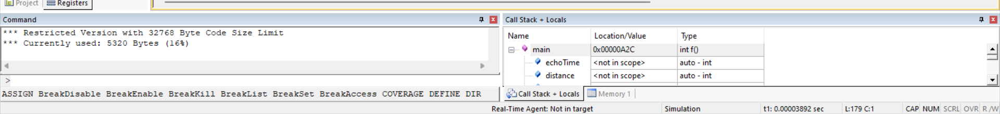 Project Registers
Command
*** Restricted Version with 32768 Byte Code Size Limit
*** Currently used: 5320 Bytes (16%)
>
ASSIGN BreakDisable BreakEnable BreakKill BreakList BreakSet BreakAccess COVERAGE DEFINE DIR
Call Stack + Locals
Name Location/Value Type
main 0x00000A2C int f()
echoTime <not in scope> auto - int
distance <not in scope> auto - int
Call Stack + Locals Memory 1
Real-Time Agent: Not in target Simulation t1: 0.00003892 sec L:179 C:1 CAP NUM SCRL OVR R/W